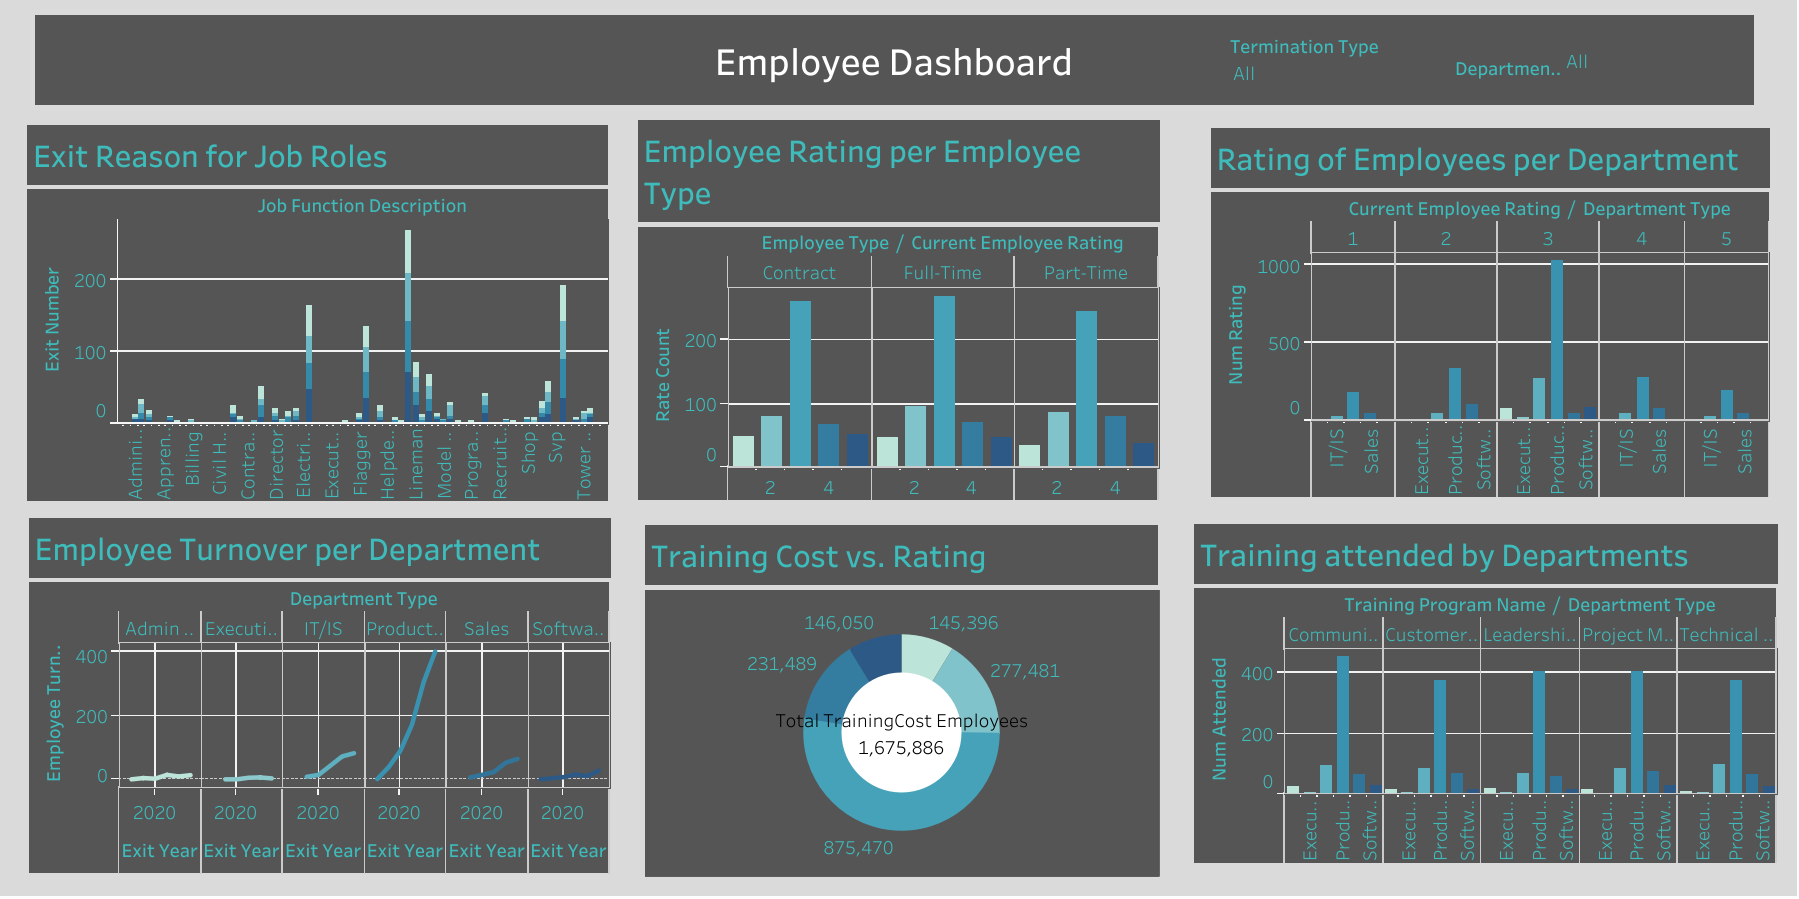 Employee Dashboard
Termination Type
All
Departmen..
All
Exit Reason for Job Roles
Job Function Description
Exit Number
200
100
0
Admini..
Appren..
Billing
Civil H..
Contra..
Director
Electri..
Execut..
Flagger
Helpde..
Lineman
Model ..
Progra..
Recruit..
Shop
Svp
Tower ..
Employee Rating per Employee
Type
Employee Type / Current Employee Rating
Contract
Full-Time
Part-Time
Rate Count
200
100
0
2
4
2
4
2
4
Rating of Employees per Department
Current Employee Rating / Department Type
1
2
3
4
5
Num Rating
1000
500
0
IT/IS
Sales
Execut..
Produc..
Softw..
Execut..
Produc..
Softw..
IT/IS
Sales
IT/IS
Sales
Employee Turnover per Department
Department Type
Admin ..
Executi..
IT/IS
Product..
Sales
Softwa..
Employee Turn..
400
200
0
2020
2020
2020
2020
2020
2020
Exit Year
Exit Year
Exit Year
Exit Year
Exit Year
Exit Year
Training Cost vs. Rating
146,050
145,396
231,489
277,481
Total TrainingCost Employees
1,675,886
875,470
Training attended by Departments
Training Program Name / Department Type
Communi..
Customer..
Leadershi..
Project M..
Technical ..
Num Attended
400
200
0
Execu..
Produ..
Softw..
Execu..
Produ..
Softw..
Execu..
Produ..
Softw..
Execu..
Produ..
Softw..
Execu..
Produ..
Softw..